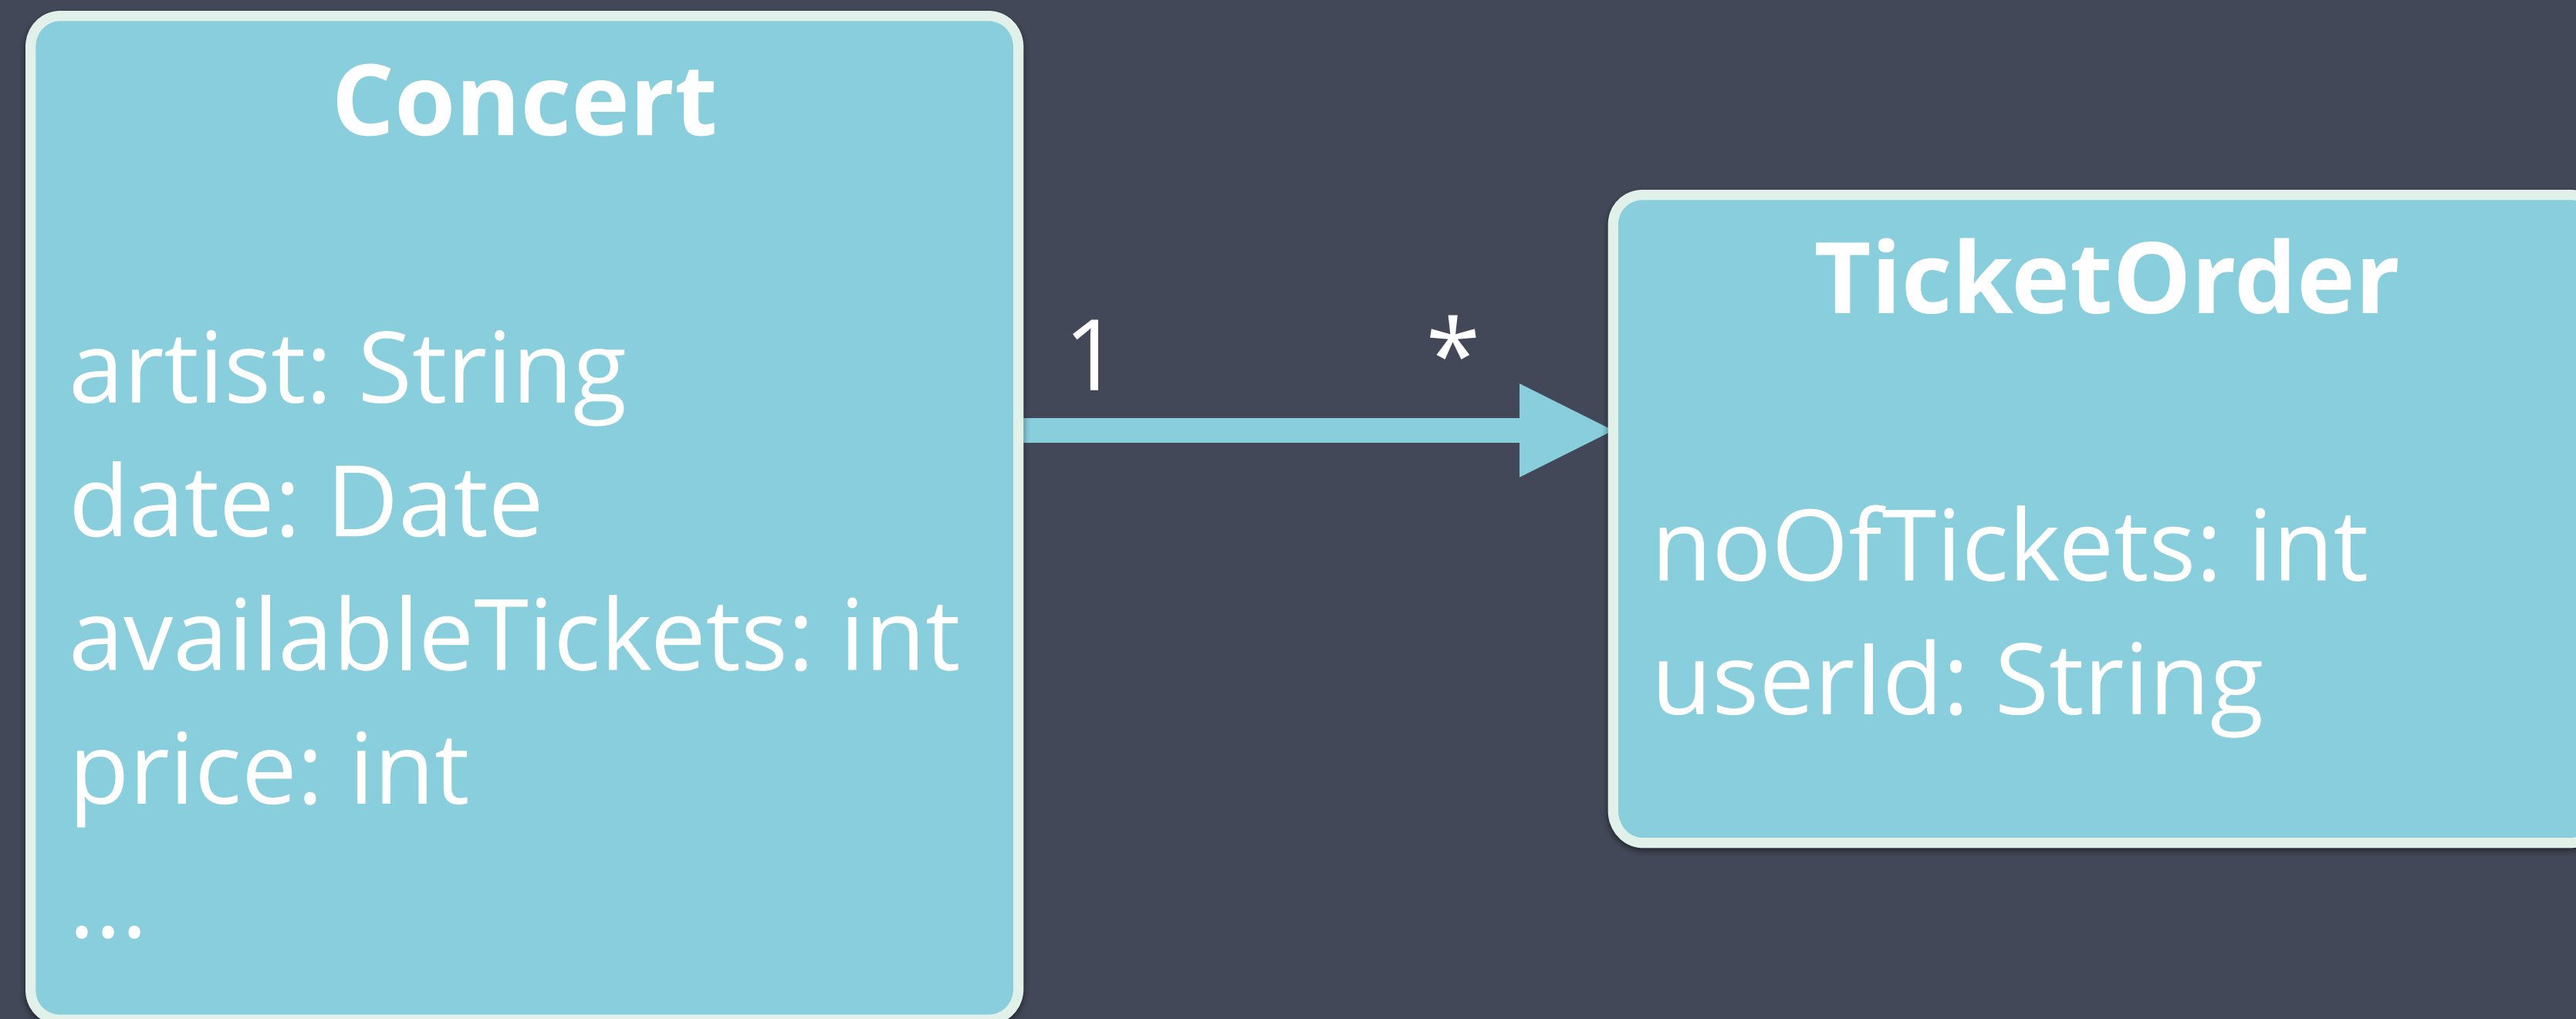 Concert
artist: String
date: Date
availableTickets: int
price: int
...
1
*
TicketOrder
noOfTickets: int
userId: String